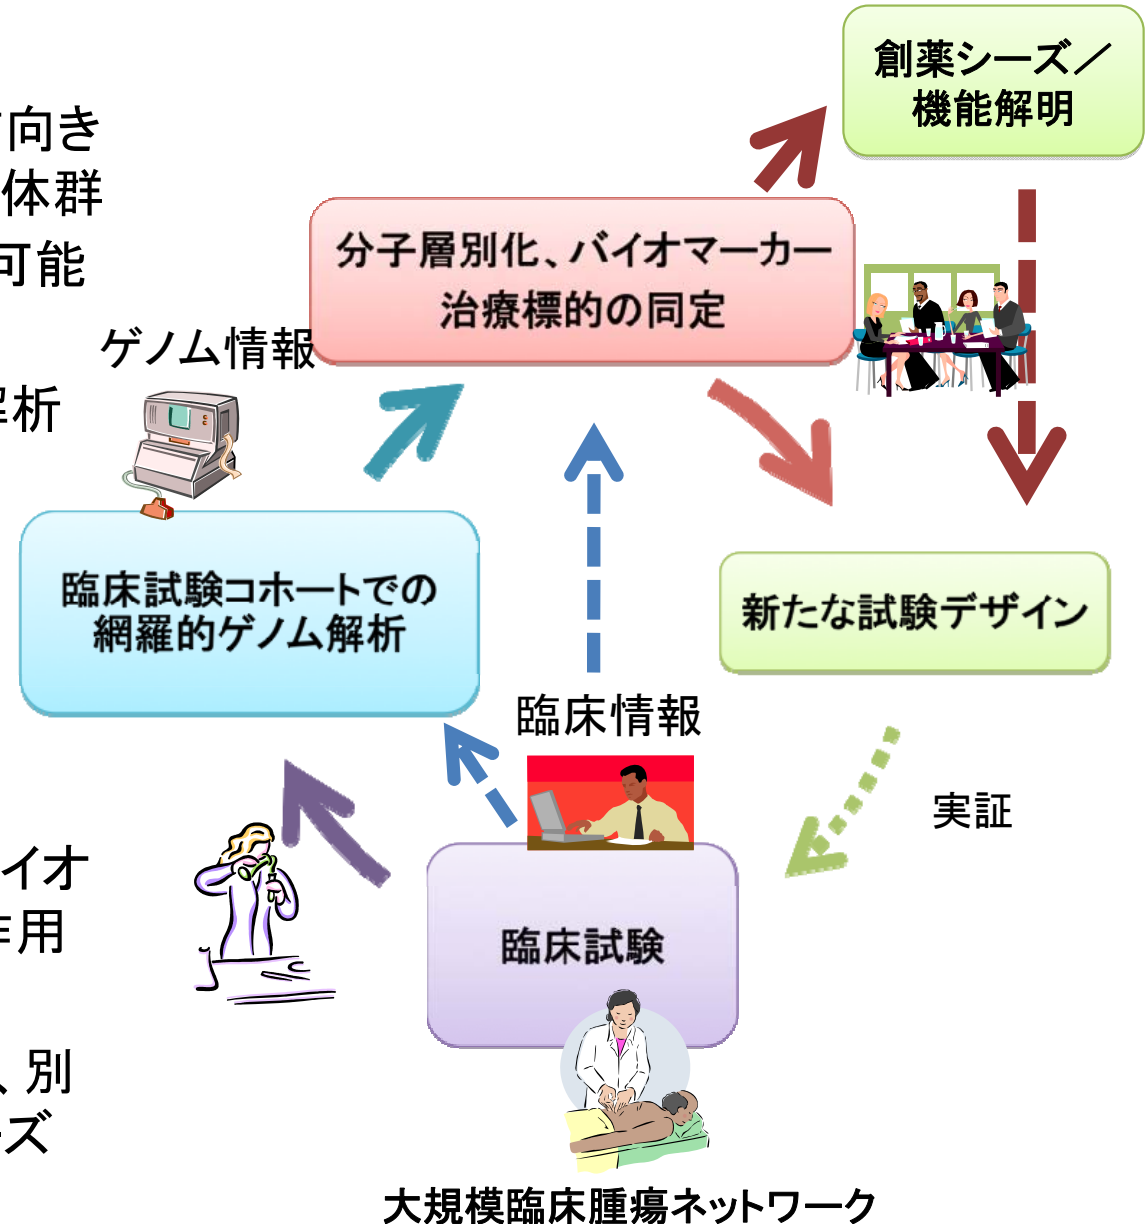 創薬シーズ／
機能解明
向き
体群
可能
分子層別化、バイオマーカー
治療標的の同定
ゲノム情報
解析
臨床試験コホートでの
網羅的ゲノム解析
新たな試験デザイン
臨床情報
実証
イオ
作用
臨床試験
、別
ーズ
大規模臨床腫瘍ネットワーク